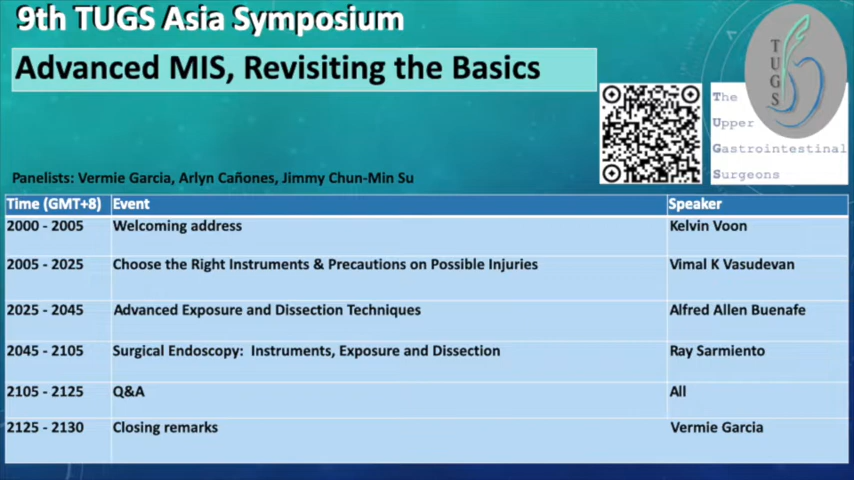 9th TUGS Asia Symposium
Advanced MIS, Revisiting the Basics
TUGS
The
Upper
Gastrointestinal
Surgeons
Panelists: Vermie Garcia, Arlyn Cañones, Jimmy Chun-Min Su
Time (GMT+8) Event Speaker
2000 - 2005 Welcoming address Kelvin Voon
2005 - 2025 Choose the Right Instruments & Precautions on Possible Injuries Vimal K Vasudevan
2025 - 2045 Advanced Exposure and Dissection Techniques Alfred Allen Buenafe
2045 - 2105 Surgical Endoscopy: Instruments, Exposure and Dissection Ray Sarmiento
2105 - 2125 Q&A All
2125 - 2130 Closing remarks Vermie Garcia